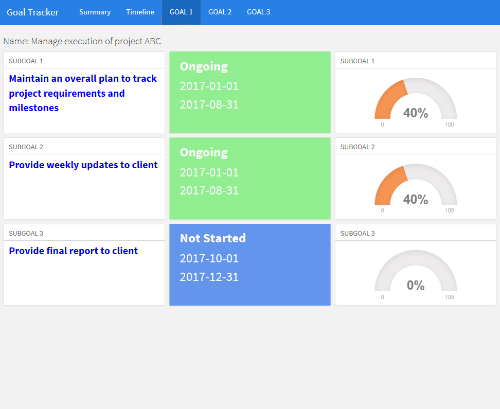 Goal Tracker Summary Timeline GOAL 1 GOAL 2 GOAL 3
Name: Manage execution of project ABC
SUBGOAL 1
Maintain an overall plan to track
project requirements and
milestones
Ongoing
2017-01-01
2017-08-31
SUBGOAL 1
40%
0 100
SUBGOAL 2
Provide weekly updates to client
Ongoing
2017-01-01
2017-08-31
SUBGOAL 2
40%
0 100
SUBGOAL 3
Provide final report to client
Not Started
2017-10-01
2017-12-31
SUBGOAL 3
0%
0 100